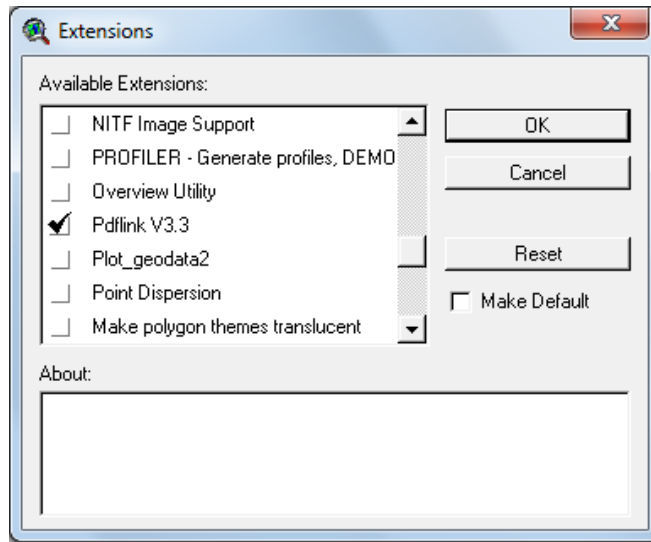 Extensions
Available Extensions:
NITF Image Support
PROFILER - Generate profiles, DEMO
Overview Utility
Pdflink V3.3
Plot_geodata2
Point Dispersion
Make polygon themes translucent
OK
Cancel
Reset
Make Default
About: